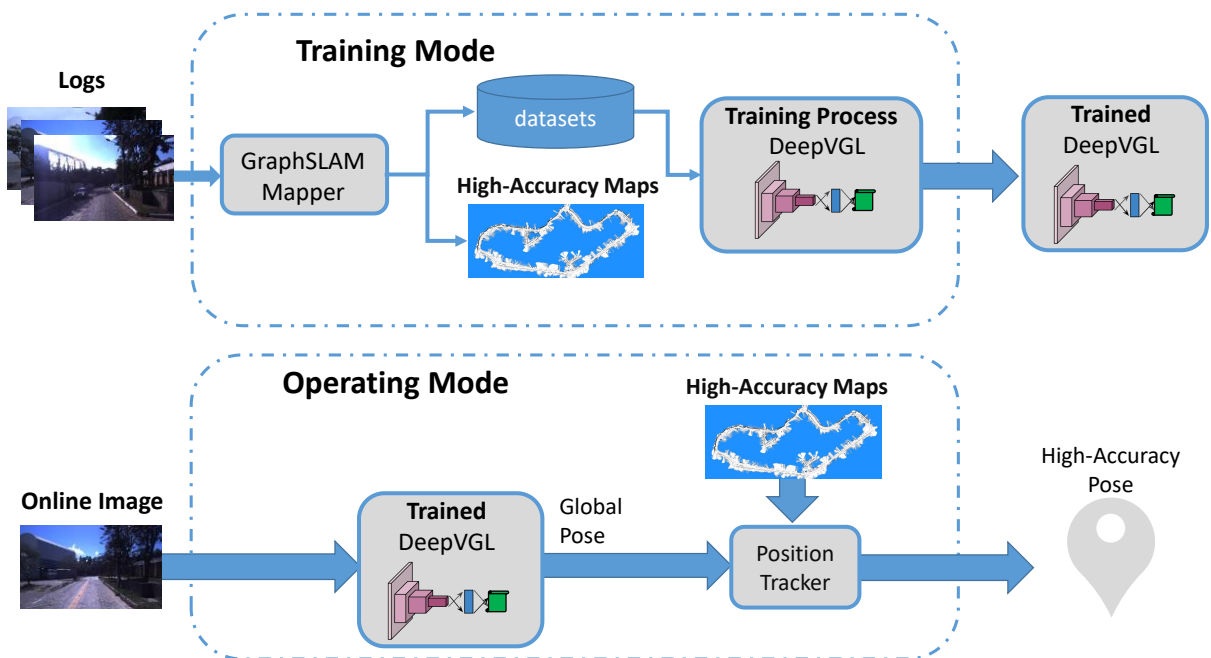 Training Mode
Logs
GraphSLAM
Mapper
datasets
High-Accuracy Maps
Training Process
DeepVGL
Trained
DeepVGL
Operating Mode
High-Accuracy Maps
Online Image
Trained
DeepVGL
Global
Pose
Position
Tracker
High-Accuracy
Pose